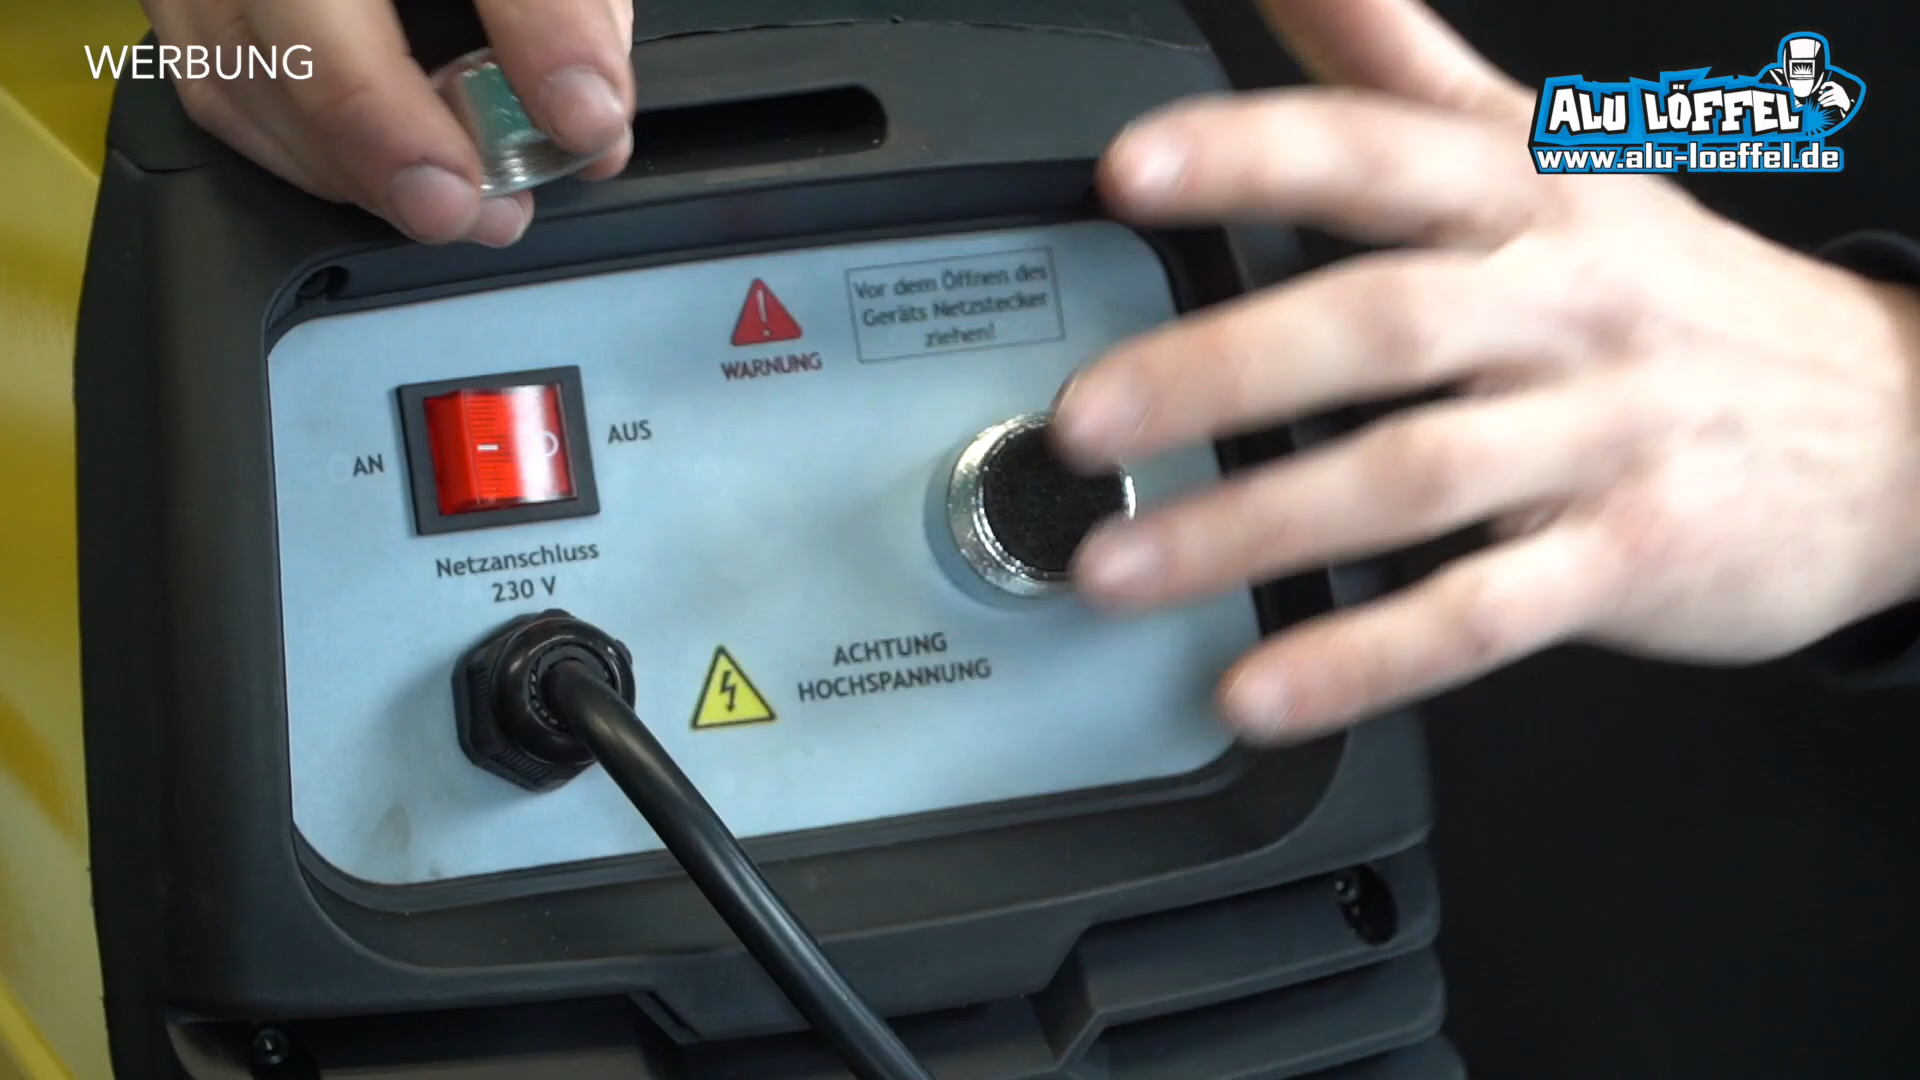 WERBUNG
ALU LÖFFEL
www.alu-loeffel.de
Vor dem Öffnen des
Geräts Netzstecker
ziehen!
WARNUNG
AN
AUS
Netzanschluss
230 V
ACHTUNG
HOCHSPANNUNG